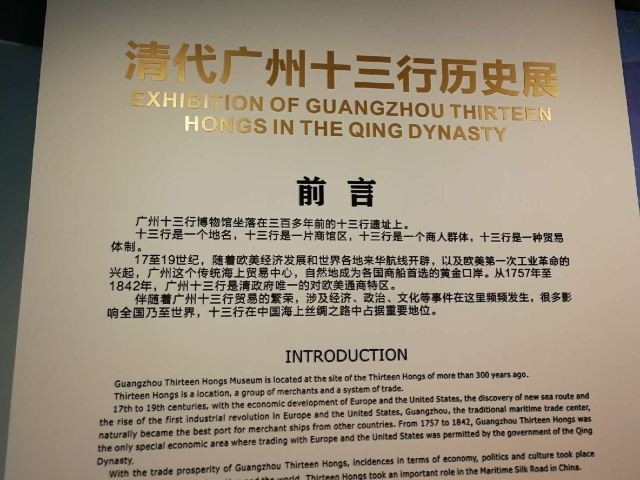 清代广州十三行历史展
EXHIBITION OF GUANGZHOU THIRTEEN
HONGS IN THE QING DYNASTY
前 言
广州十三行博物馆坐落在三百多年前的十三行遗址上。
十三行是一个地名，十三行是一片商馆区，十三行是一个商人群体，十三行是一种贸易
体制。
17至19世纪，随着欧美经济发展和世界各地来华航线开辟，以及欧美第一次工业革命的
兴起，广州这个传统海上贸易中心，自然地成为各国商船首选的黄金口岸。从1757年至
1842年，广州十三行是清政府唯一的对欧美通商特区。
伴随着广州十三行贸易的繁荣，涉及经济、政治、文化等事件在这里频频发生，很多影
响全国乃至世界，十三行在中国海上丝绸之路中占据重要地位。
INTRODUCTION
Guangzhou Thirteen Hongs Museum is located at the site of the Thirteen Hongs of more than 300 years ago.
Thirteen Hongs is a location, a group of merchants and a system of trade.
17th to 19th centuries, with the economic development of Europe and the United States, the discovery of new sea route and
the rise of the first industrial revolution in Europe and the United States, Guangzhou, the traditional maritime trade center,
naturally became the best port for merchant ships from other countries. From 1757 to 1842, Guangzhou Thirteen Hongs was
the only special economic area where trading with Europe and the United States was permitted by the government of the Qing
Dynasty.
With the trade prosperity of Guangzhou Thirteen Hongs, incidences in terms of economy, politics and culture took place
and the world. Thirteen Hongs took an important role in the Maritime Silk Road in China.